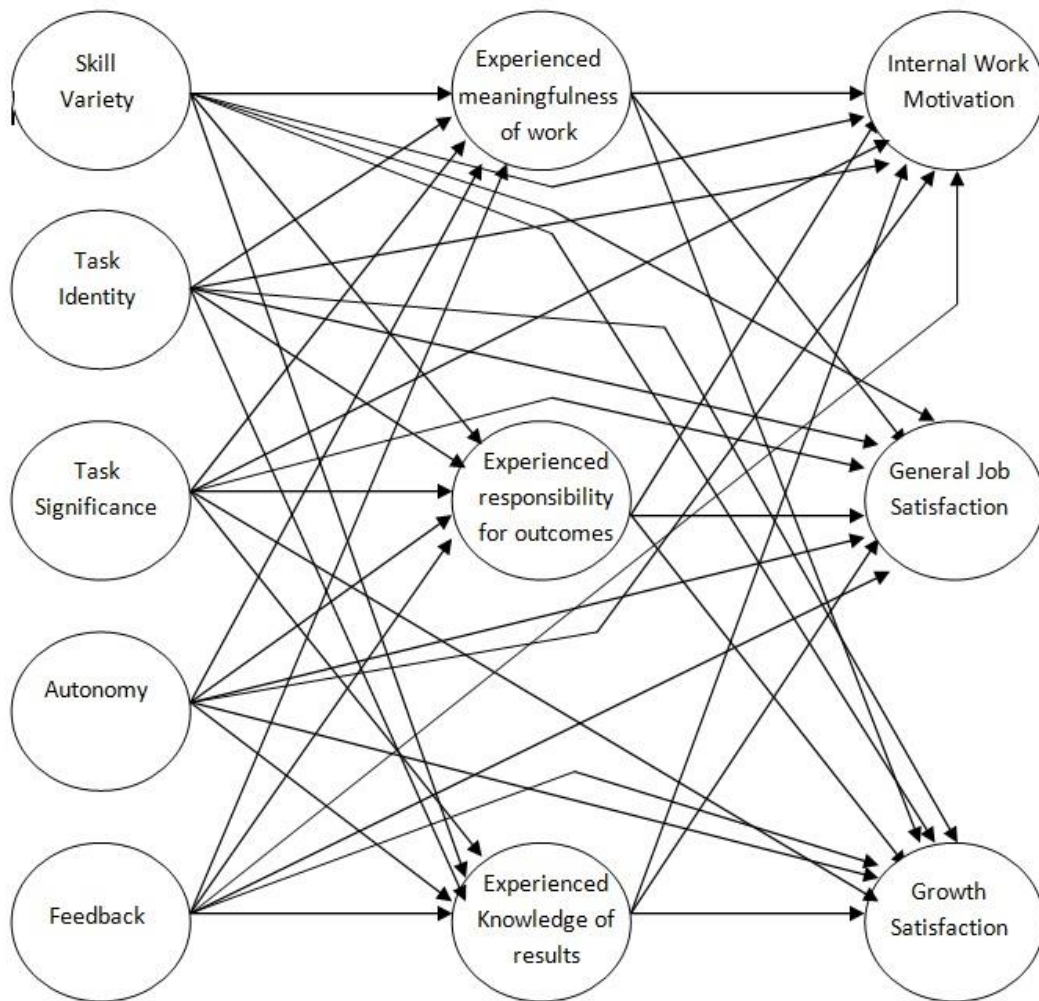 Skill
Variety
Experienced
meaningfulness
of work
Internal Work
Motivation
Task
Identity
Task
Significance
Experienced
responsibility
for outcomes
General Job
Satisfaction
Autonomy
Feedback
Experienced
Knowledge of
results
Growth
Satisfaction